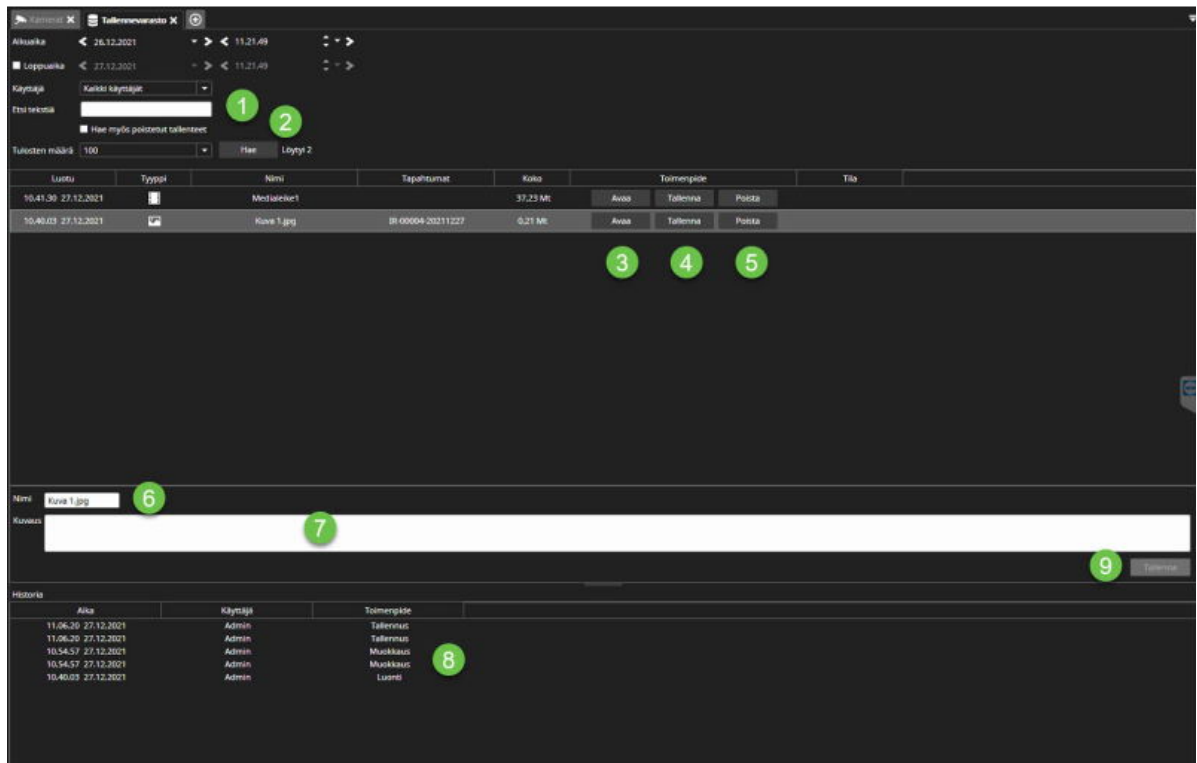 Kamerat Tallennevarasto
Alkuaika 26.12.2021 11.21.49
Loppuaika 27.12.2021 11.21.49
Käyttäjä Kaikki käyttäjät
Etsi tekstiä 1
Hae myös poistetut tallenteet 2
Tulosten määrä 100 Hae Löytyi 2
Luotu Tyyppi Nimi Tapahtumat Koko Toimenpide Tila
10.41.30 27.12.2021 Medialeike1 37,23 Mt Avaa Tallenna Poista
10.40.03 27.12.2021 Kuva 1.jpg IR-00004-20211227 0,21 Mt Avaa Tallenna Poista
3 4 5
Nimi Kuva 1.jpg 6
Kuvaus 7
9 Tallenna
Historia
Aika Käyttäjä Toimenpide
11.06.20 27.12.2021 Admin Tallennus
11.06.20 27.12.2021 Admin Tallennus
10.54.57 27.12.2021 Admin Muokkaus
10.54.57 27.12.2021 Admin Muokkaus 8
10.40.03 27.12.2021 Admin Luonti